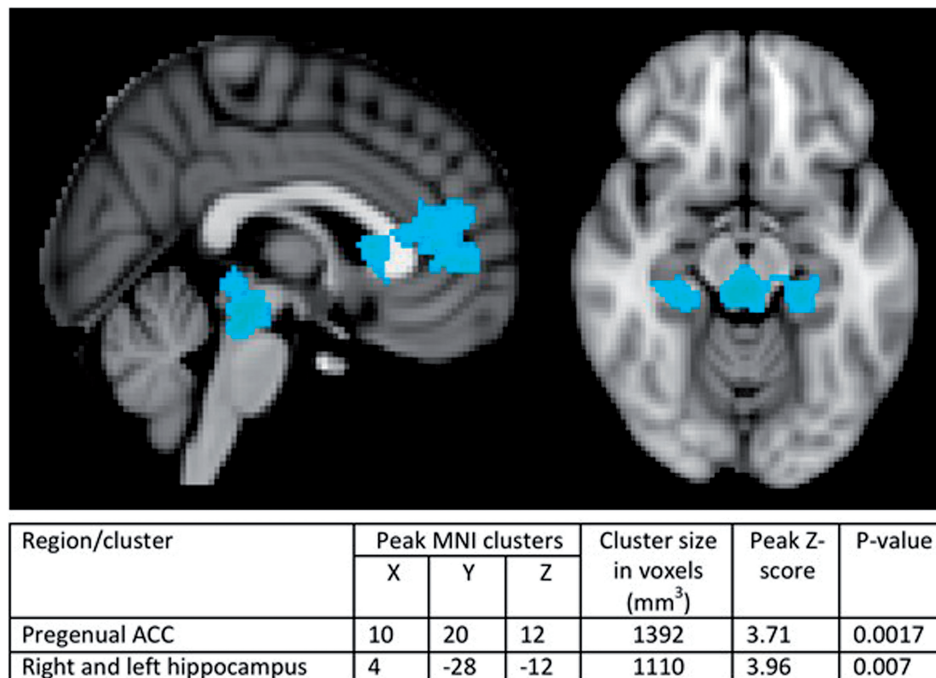 Region/cluster Peak MNI clusters Cluster size in voxels (mm³) Peak Z-score P-value
X Y Z
Pregenual ACC 10 20 12 1392 3.71 0.0017
Right and left hippocampus 4 -28 -12 1110 3.96 0.007